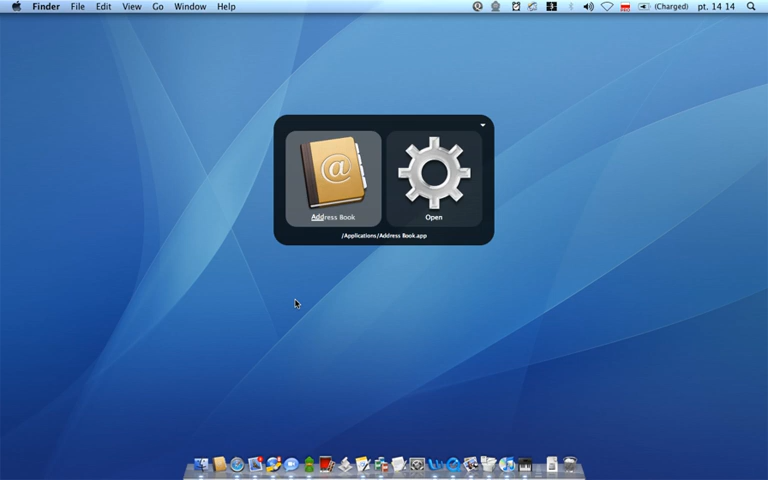 Finder File Edit View Go Window Help (Charged) pt, 14 14
Address Book Open
/Applications/Address Book.app